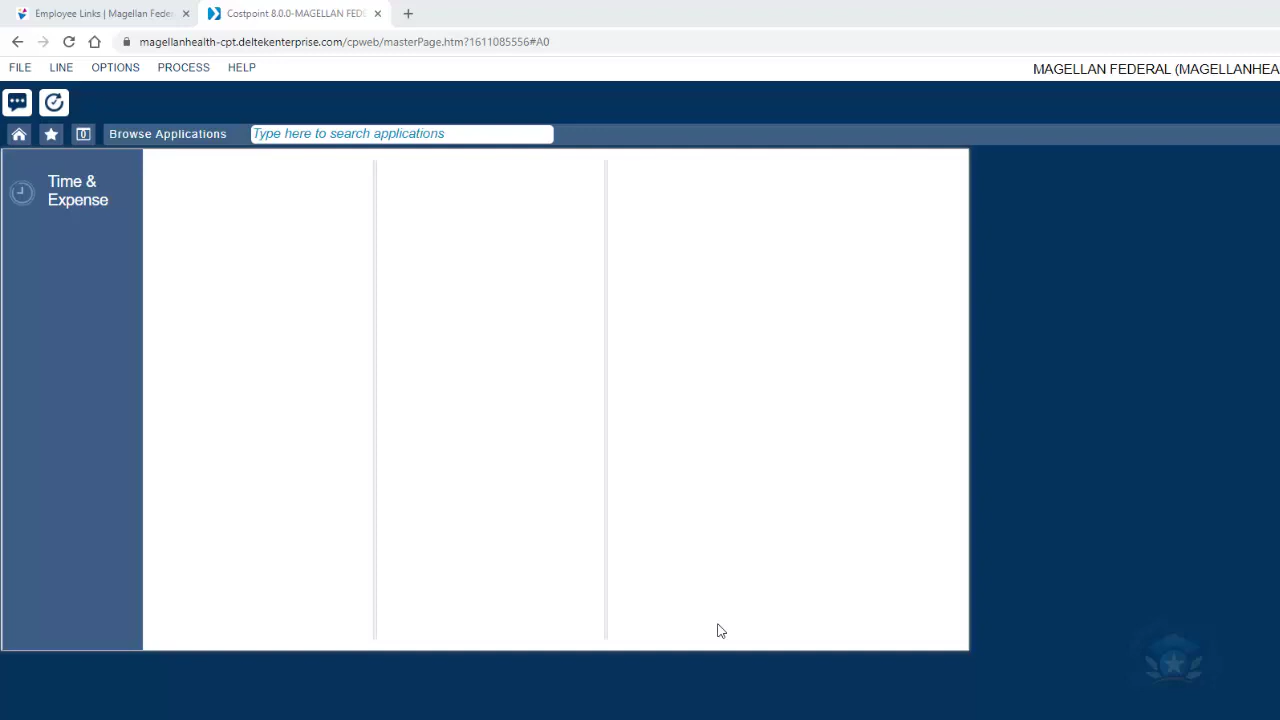 Employee Links | Magellan Feder
Costpoint 8.0.0-MAGELLAN FEDE
magellanhealth-cpt.deltekenterprise.com/cpweb/masterPage.htm?1611085556#A0
FILE LINE OPTIONS PROCESS HELP
MAGELLAN FEDERAL (MAGELLANHEA
Browse Applications
Type here to search applications
Time &
Expense